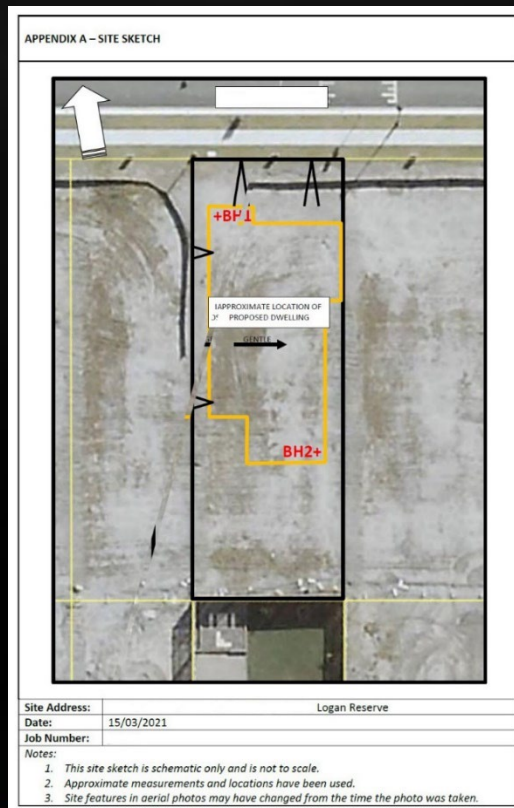 APPENDIX A – SITE SKETCH
+BH1
APPROXIMATE LOCATION OF
PROPOSED DWELLING
GENTLE
BH2+
Site Address: Logan Reserve
Date: 15/03/2021
Job Number:
Notes:
1. This site sketch is schematic only and is not to scale.
2. Approximate measurements and locations have been used.
3. Site features in aerial photos may have changed from the time the photo was taken.